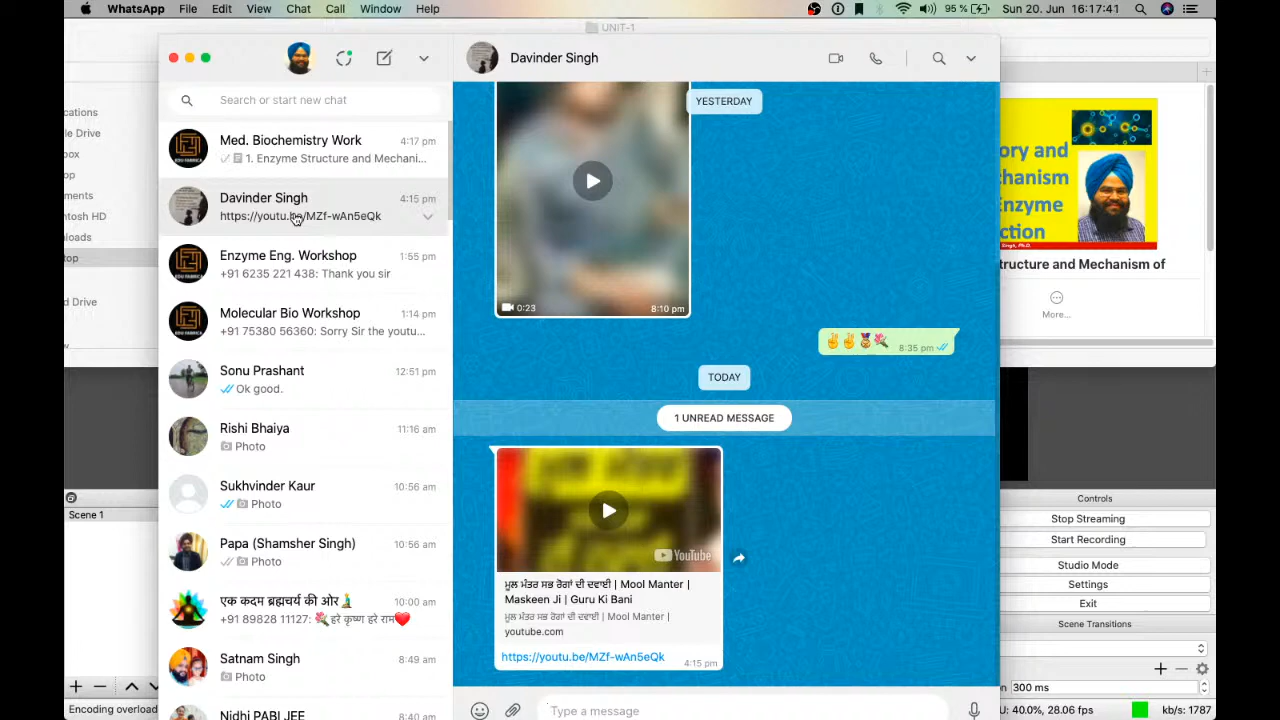 WhatsApp File Edit View Chat Call Window Help
95 % Sun 20. Jun 16:17:41
UNIT-1
Davinder Singh
Search or start new chat
Med. Biochemistry Work 4:17 pm
1. Enzyme Structure and Mechani...
Davinder Singh 4:15 pm
https://youtu.be/MZf-wAn5eQk
Enzyme Eng. Workshop 1:55 pm
+91 6235 221 438: Thank you sir
Molecular Bio Workshop 1:14 pm
+91 75380 56360: Sorry Sir the youtu...
Sonu Prashant 12:51 pm
Ok good.
Rishi Bhaiya 11:16 am
Photo
Sukhvinder Kaur 10:56 am
Photo
Papa (Shamsher Singh) 10:56 am
Photo
एक कदम ब्रह्मचर्य की ओर 10:00 am
+91 89828 11127: 💐हरे कृष्ण हरे राम❤️
Satnam Singh 8:49 am
Photo
Nidhi PABI JEE 8:40 am
YESTERDAY
0:23 8:10 pm
✌️✌️🏅💐 8:35 pm
TODAY
1 UNREAD MESSAGE
YouTube
ਮੂਲ ਮੰਤਰ ਸਭ ਰੋਗਾਂ ਦੀ ਦਵਾਈ | Mool Manter |
Maskeen Ji | Guru Ki Bani
ਮੂਲ ਮੰਤਰ ਸਭ ਰੋਗਾਂ ਦੀ ਦਵਾਈ | Mool Manter |
youtube.com
https://youtu.be/MZf-wAn5eQk 4:15 pm
Type a message
cations
ie Drive
box
op
ments
ntosh HD
loads
top
d Drive
Scene 1
Encoding overload
ory and
chanism
Enzyme
ction
Singh, Ph.D.
tructure and Mechanism of
More...
Controls
Stop Streaming
Start Recording
Studio Mode
Settings
Exit
Scene Transitions
on 300 ms
U: 40.0%, 28.06 fps kb/s: 1787